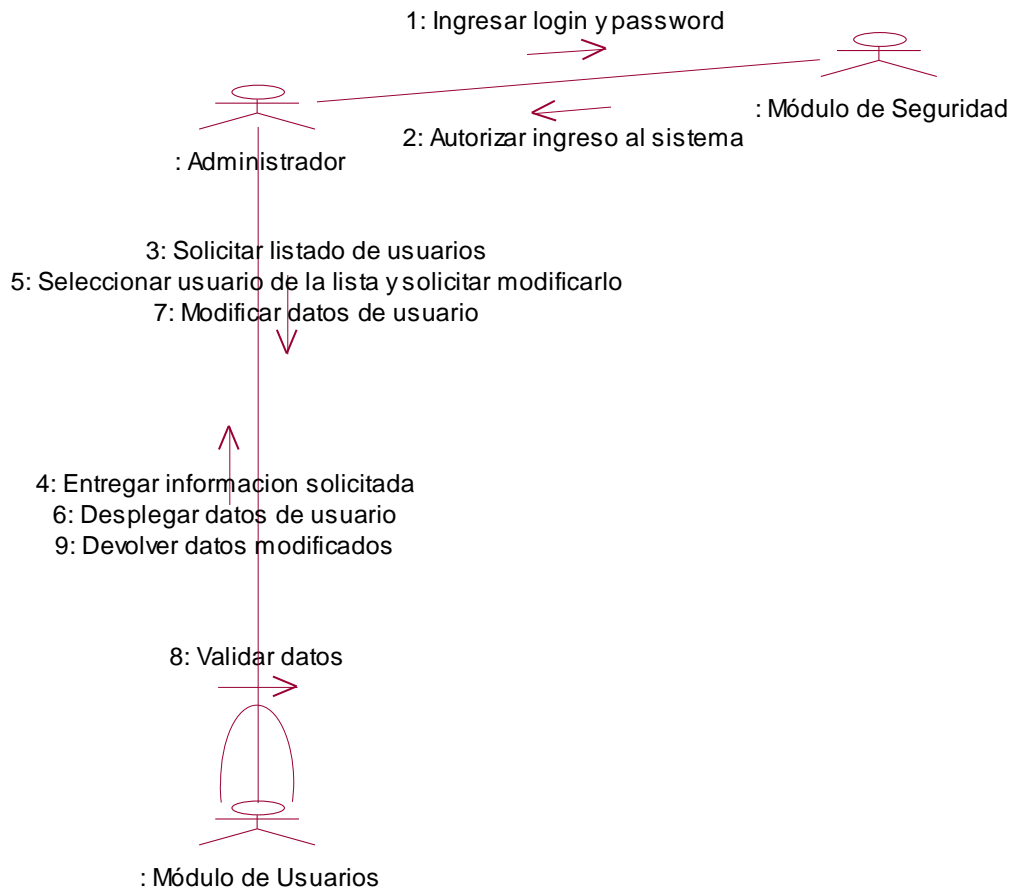 1: Ingresar login y password
: Módulo de Seguridad
2: Autorizar ingreso al sistema
: Administrador
3: Solicitar listado de usuarios
5: Seleccionar usuario de la lista y solicitar modificarlo
7: Modificar datos de usuario
4: Entregar informacion solicitada
6: Desplegar datos de usuario
9: Devolver datos modificados
8: Validar datos
: Módulo de Usuarios